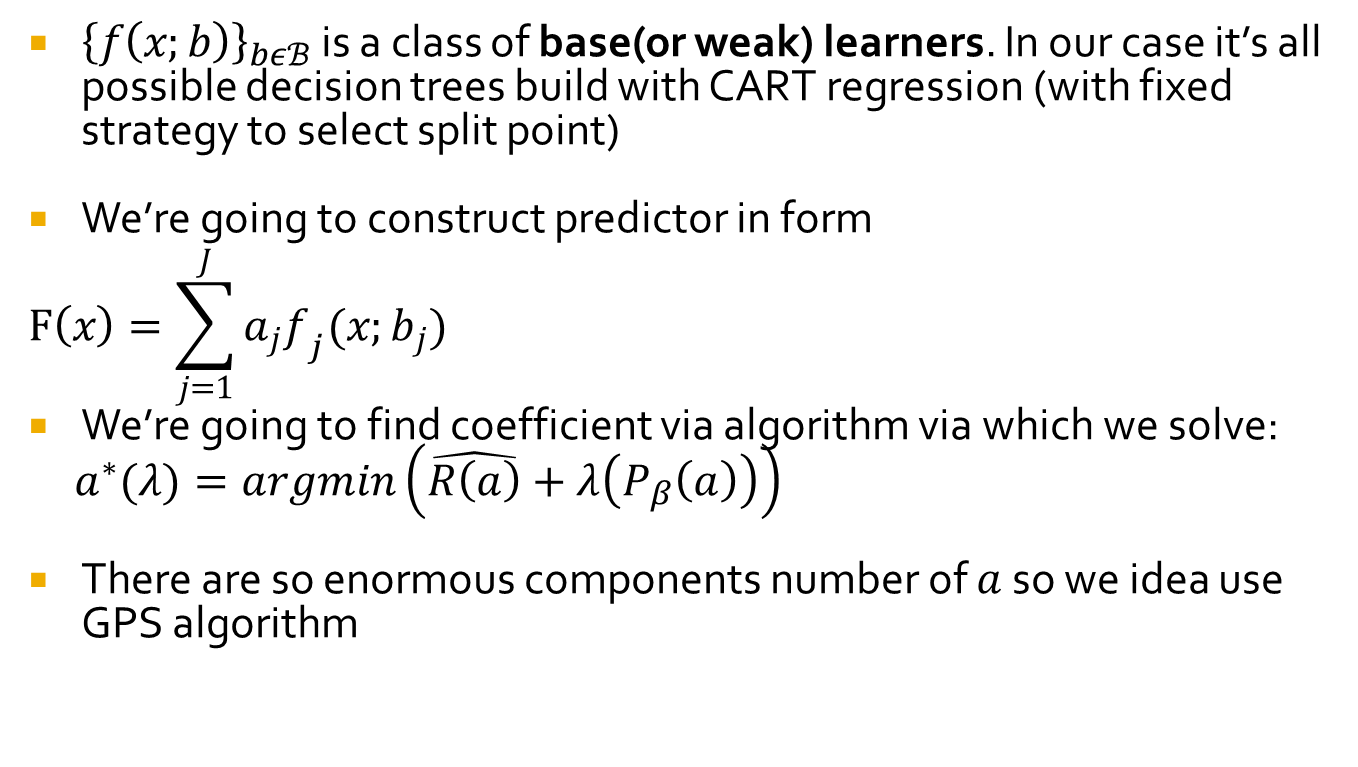 ▪ {𝑓(𝑥; 𝑏)}_{𝑏𝜖ℬ} is a class of base(or weak) learners. In our case it’s all
possible decision trees build with CART regression (with fixed
strategy to select split point)
▪ We’re going to construct predictor in form
F(𝑥) = ∑_{𝑗=1}^{𝐽} 𝑎_𝑗𝑓_𝑗(𝑥; 𝑏_𝑗)
▪ We’re going to find coefficient via algorithm via which we solve:
𝑎*(𝜆) = 𝑎𝑟𝑔𝑚𝑖𝑛(\widehat{𝑅(𝑎)} + 𝜆(𝑃_𝛽(𝑎)))
▪ There are so enormous components number of 𝑎 so we idea use
GPS algorithm